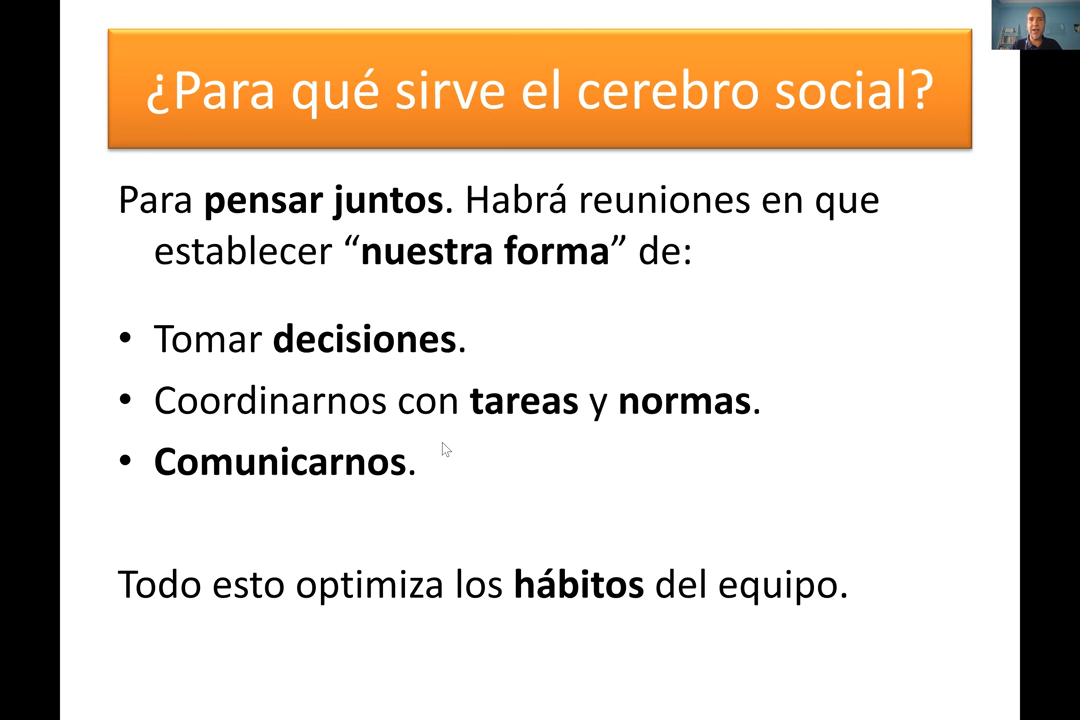 ¿Para qué sirve el cerebro social?
Para pensar juntos. Habrá reuniones en que
establecer “nuestra forma” de:
• Tomar decisiones.
• Coordinarnos con tareas y normas.
• Comunicarnos.
Todo esto optimiza los hábitos del equipo.